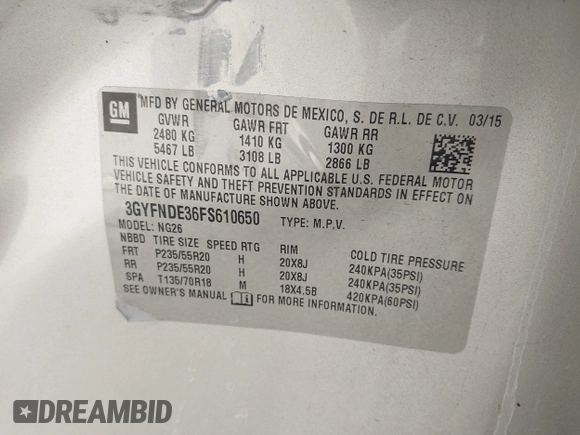 GM MFD BY GENERAL MOTORS DE MEXICO, S. DE R.L. DE C.V. 03/15
GVWR GAWR FRT GAWR RR
2480 KG 1410 KG 1300 KG
5467 LB 3108 LB 2866 LB
THIS VEHICLE CONFORMS TO ALL APPLICABLE U.S. FEDERAL MOTOR
VEHICLE SAFETY AND THEFT PREVENTION STANDARDS IN EFFECT ON
THE DATE OF MANUFACTURE SHOWN ABOVE.
3GYFNDE36FS610650 TYPE: M.P.V.
MODEL: NG26
NBBD TIRE SIZE SPEED RTG RIM COLD TIRE PRESSURE
FRT P235/55R20 H 20X8J 240KPA(35PSI)
RR P235/55R20 H 20X8J 240KPA(35PSI)
SPA T135/70R18 M 18X4.5B 420KPA(60PSI)
SEE OWNER'S MANUAL FOR MORE INFORMATION.
DREAMBID